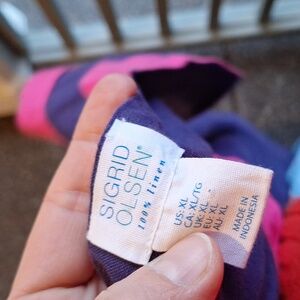 SIGRID
OLSEN®
100% linen
US: XL
CA: XL/TG
UK: XL
EU: XL
AU: XL
MADE IN
INDONESIA